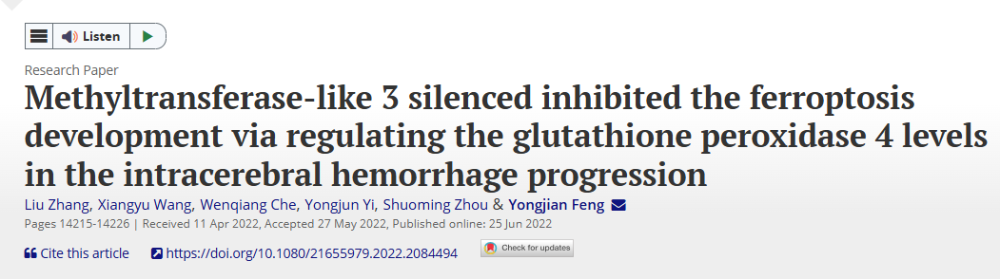 Listen
Research Paper
Methyltransferase-like 3 silenced inhibited the ferroptosis
development via regulating the glutathione peroxidase 4 levels
in the intracerebral hemorrhage progression
Liu Zhang, Xiangyu Wang, Wenqiang Che, Yongjun Yi, Shuoming Zhou & Yongjian Feng
Pages 14215-14226 | Received 11 Apr 2022, Accepted 27 May 2022, Published online: 25 Jun 2022
Cite this article https://doi.org/10.1080/21655979.2022.2084494 Check for updates